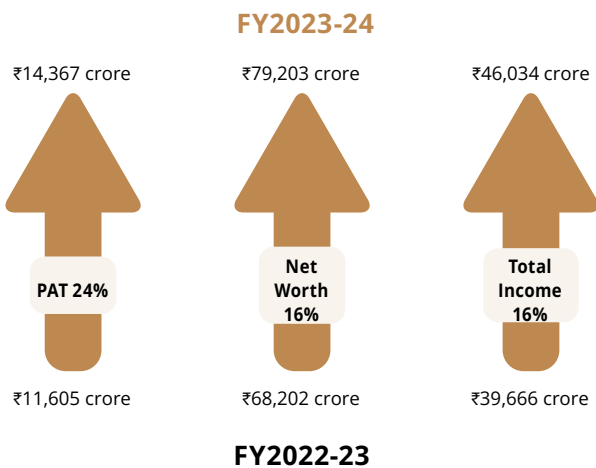 FY2023-24
₹14,367 crore
₹79,203 crore
₹46,034 crore
PAT 24%
Net
Worth
16%
Total
Income
16%
₹11,605 crore
₹68,202 crore
₹39,666 crore
FY2022-23